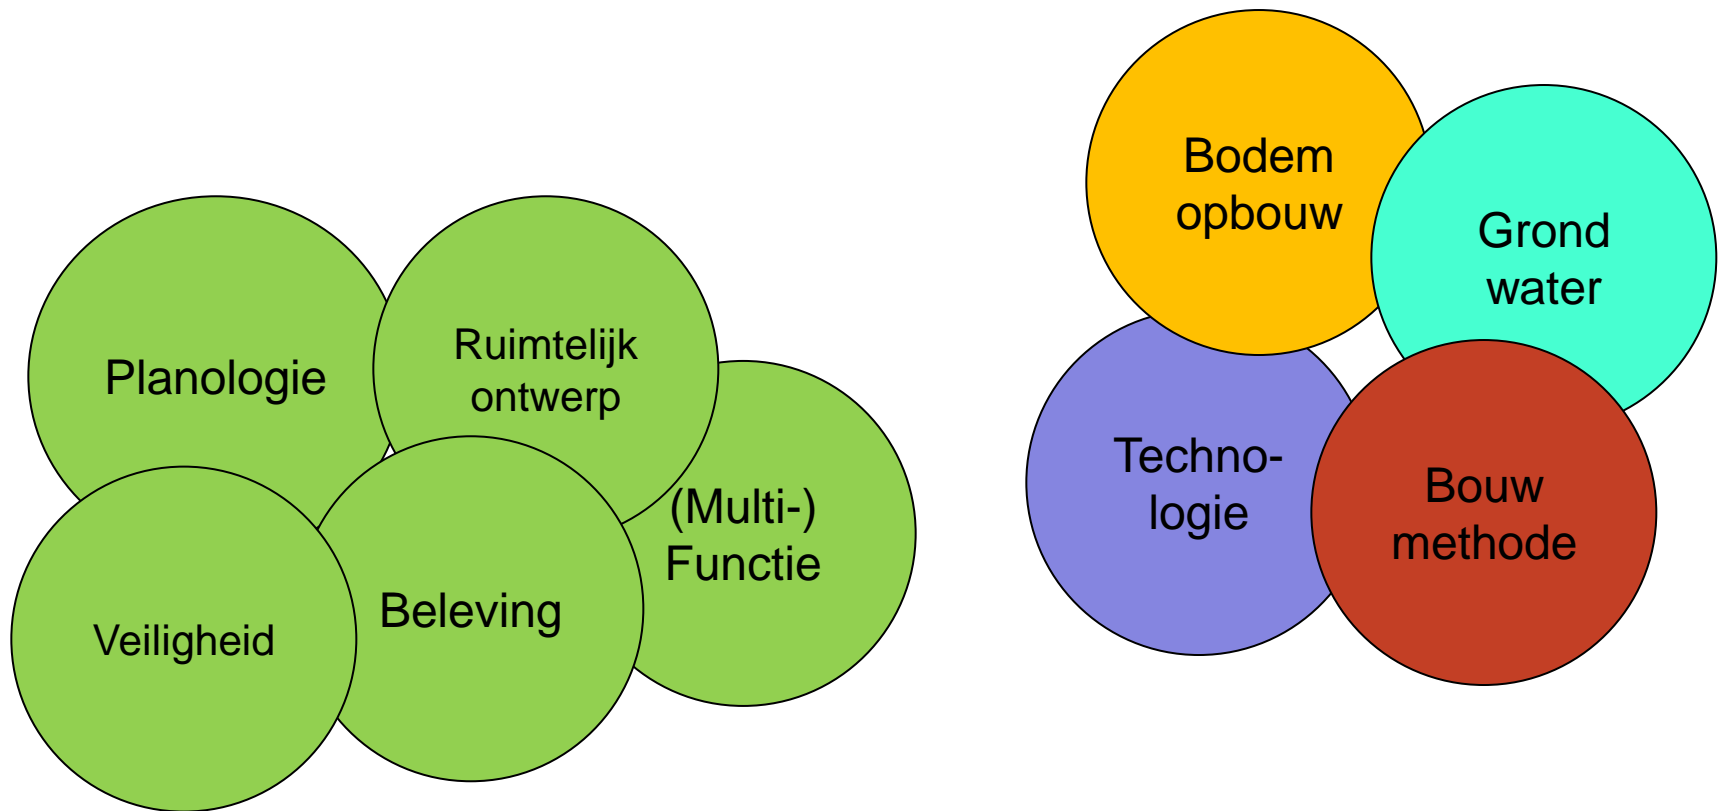 Planologie
Ruimtelijk
ontwerp
(Multi-)
Functie
Beleving
Veiligheid
Bodem
opbouw
Grond
water
Techno-
logie
Bouw
methode